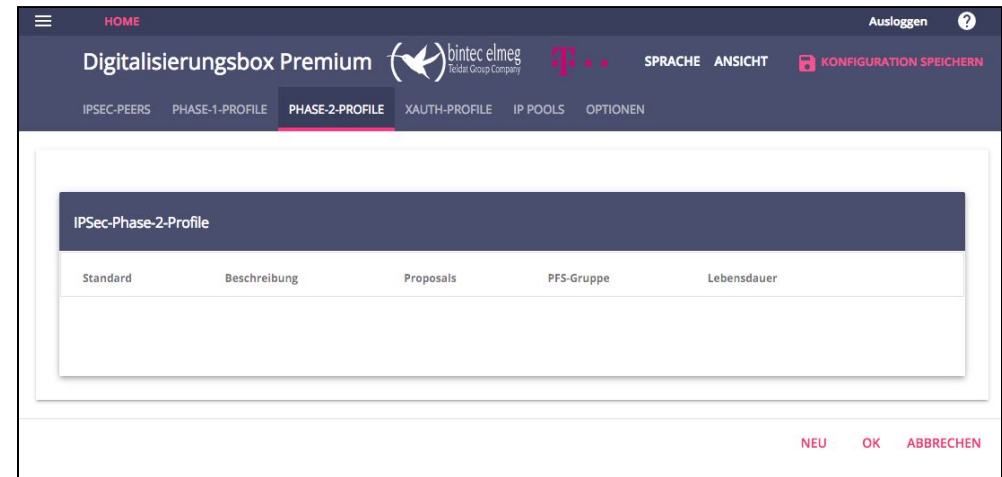 HOME Ausloggen ?
Digitalisierungsbox Premium bintec elmeg Teldat Group Company T SPRACHE ANSICHT KONFIGURATION SPEICHERN
IPSEC-PEERS PHASE-1-PROFILE PHASE-2-PROFILE XAUTH-PROFILE IP POOLS OPTIONEN
IPSec-Phase-2-Profile
Standard Beschreibung Proposals PFS-Gruppe Lebensdauer
NEU OK ABBRECHEN